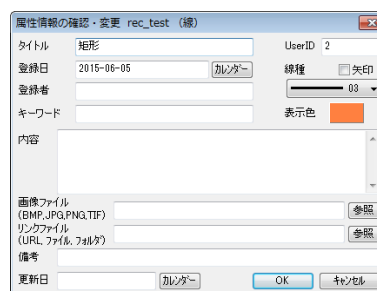 属性情報の確認・変更 rec_test （線）
タイトル 矩形 UserID 2
登録日 2015-06-05 カレンダー 線種 矢印
登録者 03
キーワード 表示色
内容
画像ファイル
(BMP,JPG,PNG,TIF) 参照
リンクファイル
(URL, ファイル, フォルダ) 参照
備考
更新日 カレンダー OK キャンセル